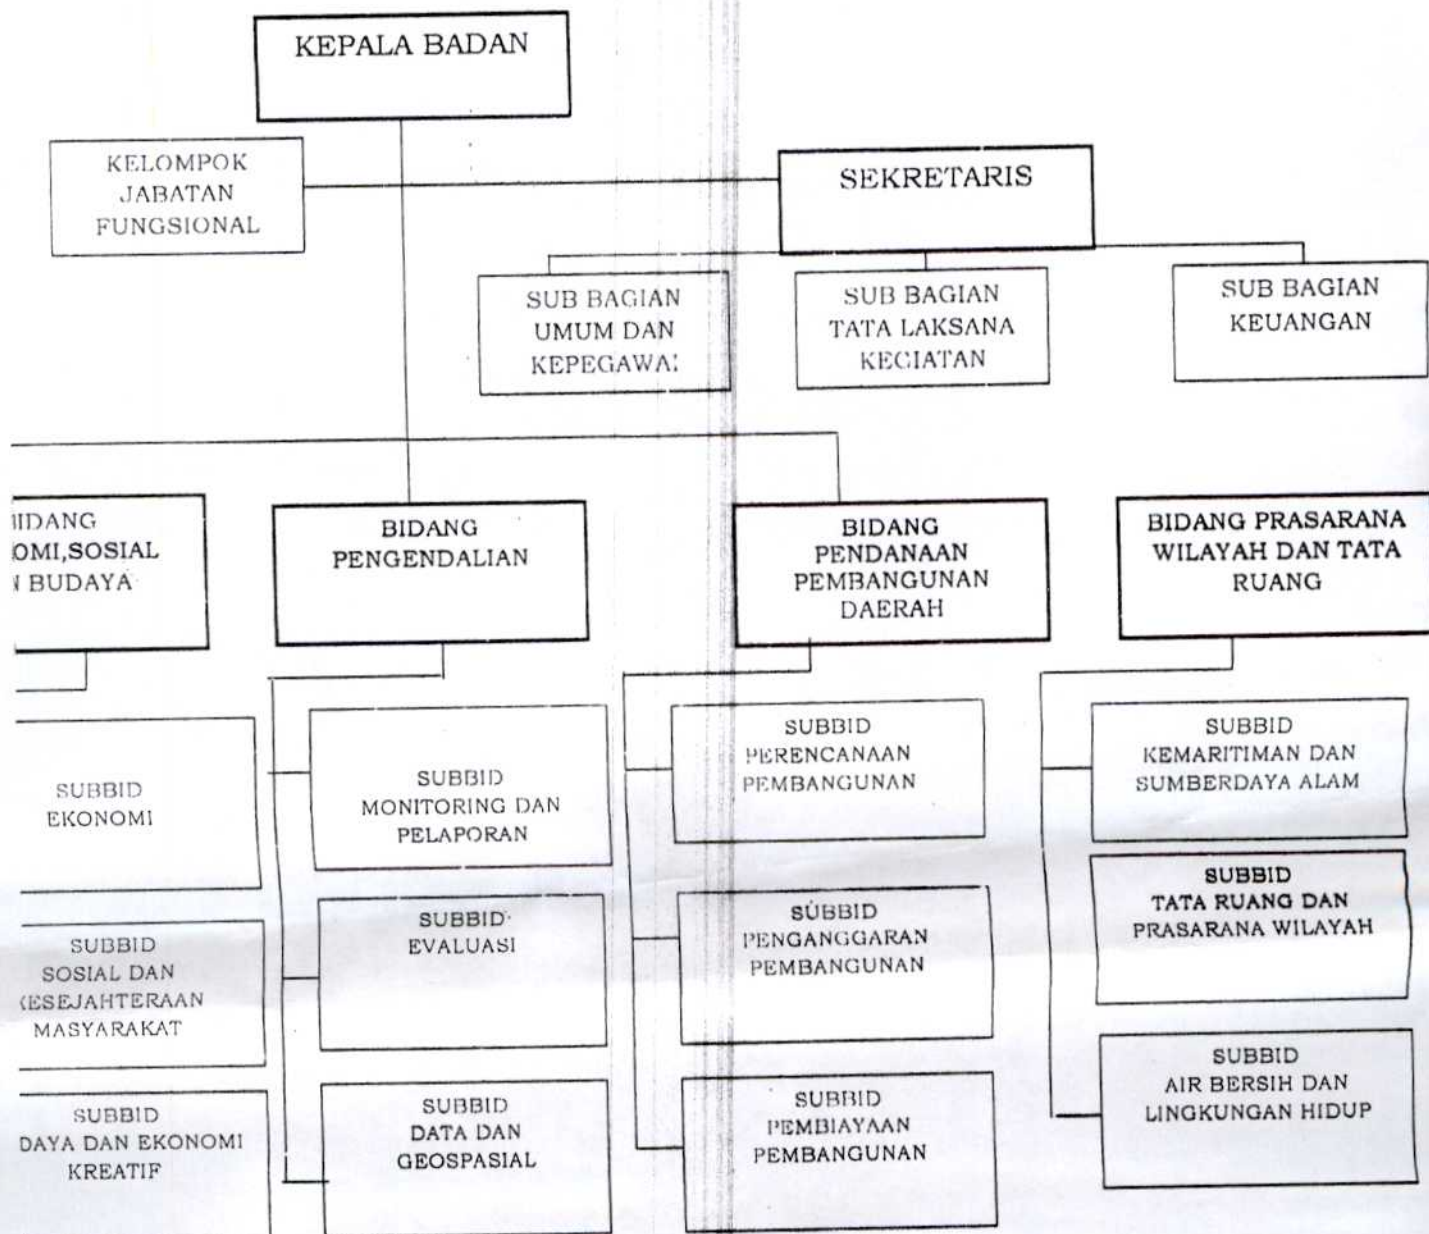 KEPALA BADAN
KELOMPOK
JABATAN
FUNGSIONAL
SEKRETARIS
SUB BAGIAN
UMUM DAN
KEPEGAWAI
SUB BAGIAN
TATA LAKSANA
KEGIATAN
SUB BAGIAN
KEUANGAN
BIDANG
OMI,SOSIAL
N BUDAYA
BIDANG
PENGENDALIAN
BIDANG
PENDANAAN
PEMBANGUNAN
DAERAH
BIDANG PRASARANA
WILAYAH DAN TATA
RUANG
SUBBID
EKONOMI
SUBBID
MONITORING DAN
PELAPORAN
SUBBID
PERENCANAAN
PEMBANGUNAN
SUBBID
KEMARITIMAN DAN
SUMBERDAYA ALAM
SUBBID
SOSIAL DAN
KESEJAHTERAAN
MASYARAKAT
SUBBID
EVALUASI
SUBBID
PENGANGGARAN
PEMBANGUNAN
SUBBID
TATA RUANG DAN
PRASARANA WILAYAH
SUBBID
DAYA DAN EKONOMI
KREATIF
SUBBID
DATA DAN
GEOSPASIAL
SUBBID
PEMBIAYAAN
PEMBANGUNAN
SUBBID
AIR BERSIH DAN
LINGKUNGAN HIDUP